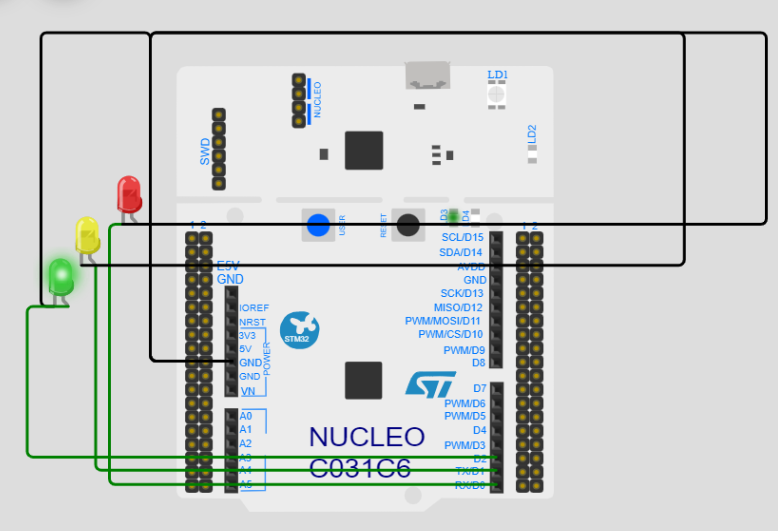 LD1
NUCLEO
LD2
SWD
D3
D4
USER
RESET
1 2
1 2
SCL/D15
SDA/D14
AVDD
GND
SCK/D13
MISO/D12
PWM/MOSI/D11
PWM/CS/D10
PWM/D9
D8
E5V
GND
IOREF
NRST
3V3
5V
GND
GND
VN
POWER
STM32
D7
PWM/D6
PWM/D5
D4
PWM/D3
D2
TX/D1
RX/D0
A0
A1
A2
A3
A4
A5
NUCLEO
C031C6